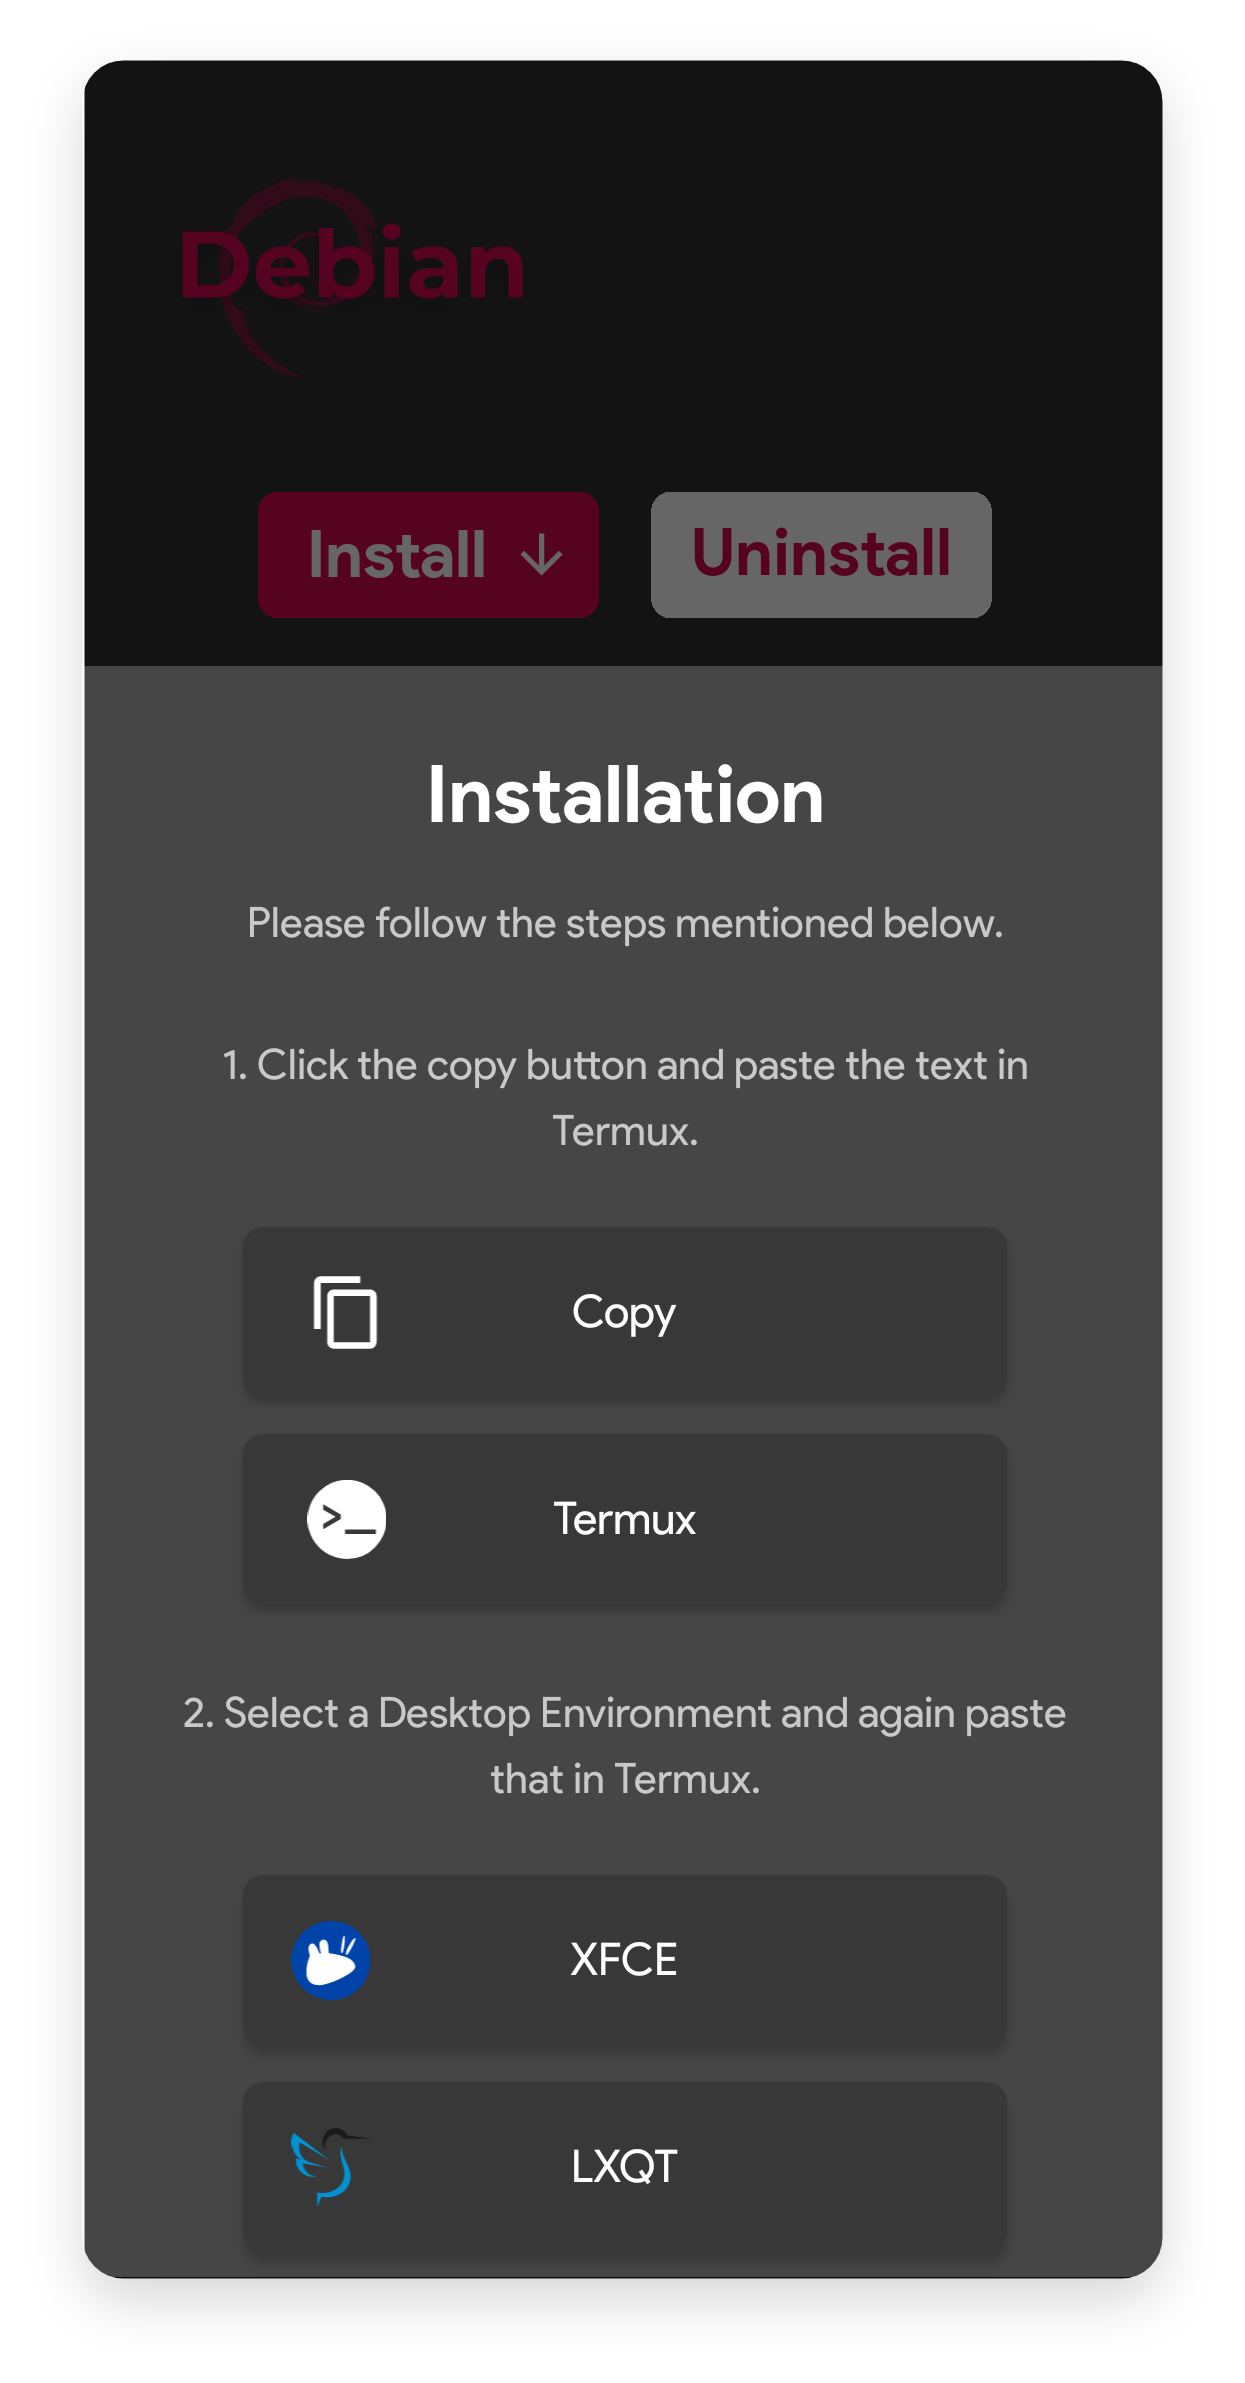 Debian
Install
Uninstall
Installation
Please follow the steps mentioned below.
1. Click the copy button and paste the text in
Termux.
Copy
>_
Termux
2. Select a Desktop Environment and again paste
that in Termux.
XFCE
LXQT